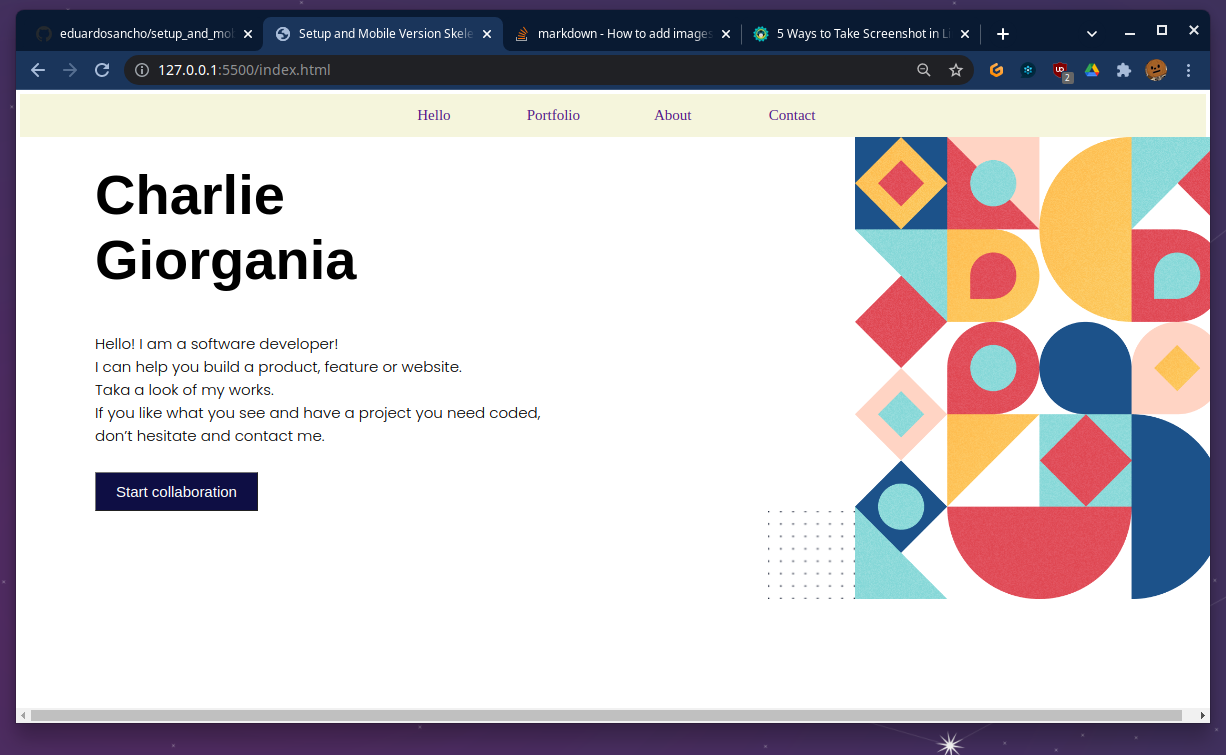 eduardosancho/setup_and_mol
Setup and Mobile Version Skele
markdown - How to add images
5 Ways to Take Screenshot in Li
127.0.0.1:5500/index.html
2
Hello
Portfolio
About
Contact
Charlie
Giorgania
Hello! I am a software developer!
I can help you build a product, feature or website.
Taka a look of my works.
If you like what you see and have a project you need coded,
don’t hesitate and contact me.
Start collaboration